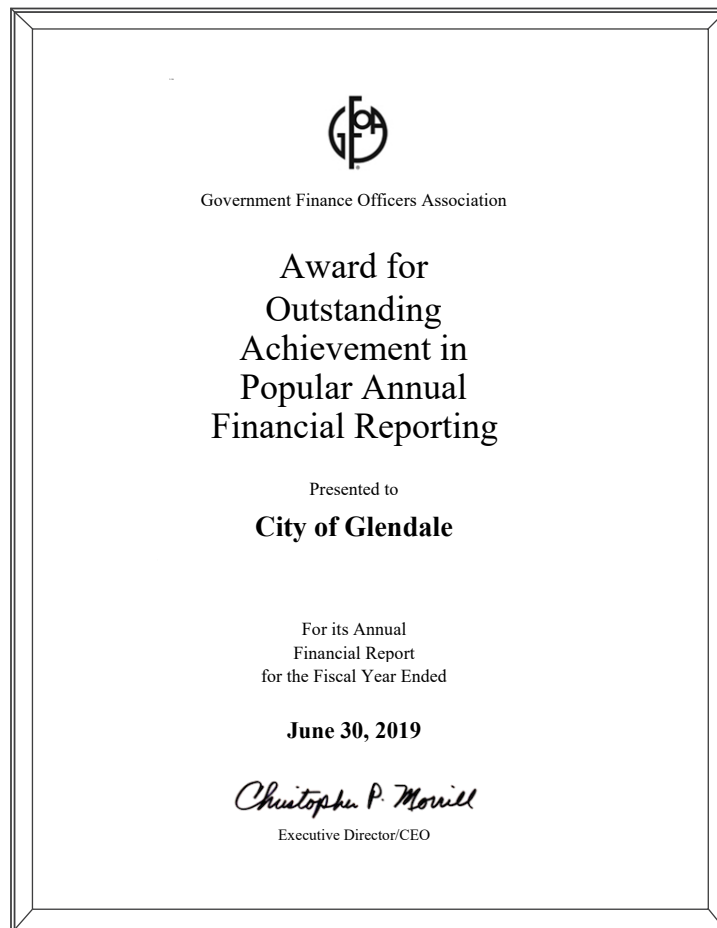 GFOA
Government Finance Officers Association
Award for
Outstanding
Achievement in
Popular Annual
Financial Reporting
Presented to
City of Glendale
For its Annual
Financial Report
for the Fiscal Year Ended
June 30, 2019
Christopher P. Morrill
Executive Director/CEO